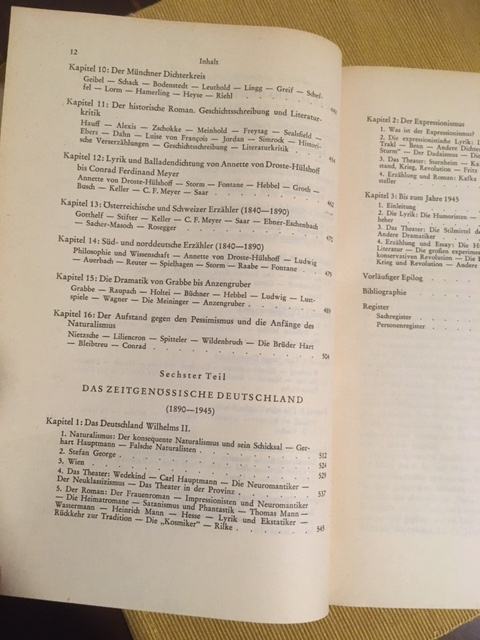 12
Inhalt
Kapitel 10: Der Münchner Dichterkreis
Geibel — Schack — Bodenstedt — Leuthold — Lingg — Greif — Schef-
fel — Lorm — Hamerling — Heyse — Riehl
Kapitel 11: Der historische Roman. Geschichtsschreibung und Literatur-
kritik
Hauff — Alexis — Zschokke — Meinhold — Freytag — Sealsfield —
Ebers — Dahn — Luise von François — Jordan — Simrock — Histori-
sche Verserzählungen — Geschichtsschreibung — Literaturkritik
Kapitel 12: Lyrik und Balladendichtung von Annette von Droste-Hülshoff
bis Conrad Ferdinand Meyer
Annette von Droste-Hülshoff — Storm — Fontane — Hebbel — Groth —
Busch — Keller — C. F. Meyer — Saar 462
Kapitel 13: Österreichische und Schweizer Erzähler (1840—1890)
Gotthelf — Stifter — Keller — C. F. Meyer — Saar — Ebner-Eschenbach
— Sacher-Masoch — Rosegger 470
Kapitel 14: Süd- und norddeutsche Erzähler (1840—1890)
Philosophie und Wissenschaft — Annette von Droste-Hülshoff — Ludwig
— Auerbach — Reuter — Spielhagen — Storm — Raabe — Fontane 479
Kapitel 15: Die Dramatik von Grabbe bis Anzengruber
Grabbe — Raupach — Holtei — Büchner — Hebbel — Ludwig — Lust-
spiele — Wagner — Die Meininger — Anzengruber 489
Kapitel 16: Der Aufstand gegen den Pessimismus und die Anfänge des
Naturalismus
Nietzsche — Liliencron — Spitteler — Wildenbruch — Die Brüder Hart
— Bleibtreu — Conrad 504
Sechster Teil
DAS ZEITGENÖSSISCHE DEUTSCHLAND
(1890—1945)
Kapitel 1: Das Deutschland Wilhelms II.
1. Naturalismus: Der konsequente Naturalismus und sein Schicksal — Ger-
hart Hauptmann — Falsche Naturalisten 512
2. Stefan George 524
3. Wien 525
4. Das Theater: Wedekind — Carl Hauptmann — Die Neuromantiker —
Der Neuklassizismus — Das Theater in der Provinz 537
5. Der Roman: Der Frauenroman — Impressionisten und Neuromantiker
— Die Heimatromane — Satanismus und Phantastik — Thomas Mann —
Wassermann — Heinrich Mann — Hesse — Lyrik und Ekstatiker —
Rückkehr zur Tradition — Die „Kosmiker" — Rilke 545
Kapitel 2: Der Expressionismus
1. Was ist der Expressionismus?
2. Die expressionistische Lyrik:
Trakl — Benn — Andere Dichter
Sturm" — Der Dadaismus — Die
3. Das Theater: Sternheim — Ka
stand, Krieg, Revolution — Fritz
4. Erzählung und Roman: Kafka
steller
Kapitel 3: Bis zum Jahre 1945
1. Einleitung
2. Die Lyrik: Die Humoristen —
3. Das Theater: Die Stilmittel de
Andere Dramatiker
4. Erzählung und Essay: Die H
Literatur — Die großen experimen
konservativen Revolution — Die
Krieg und Revolution — Andere
Vorläufiger Epilog
Bibliographie
Register
Sachregister
Personenregister